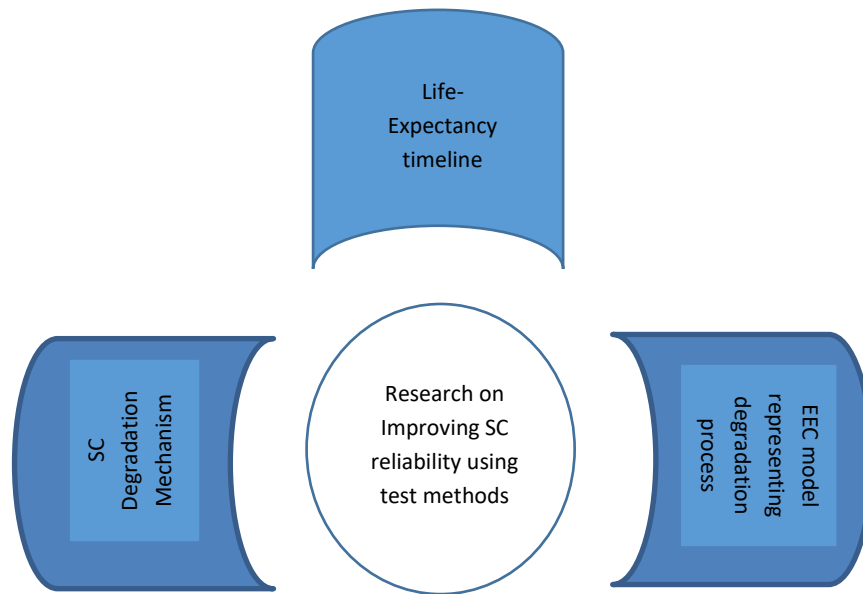 Life-
Expectancy
timeline
SC
Degradation
Mechanism
Research on
Improving SC
reliability using
test methods
EEC model
representing
degradation
process